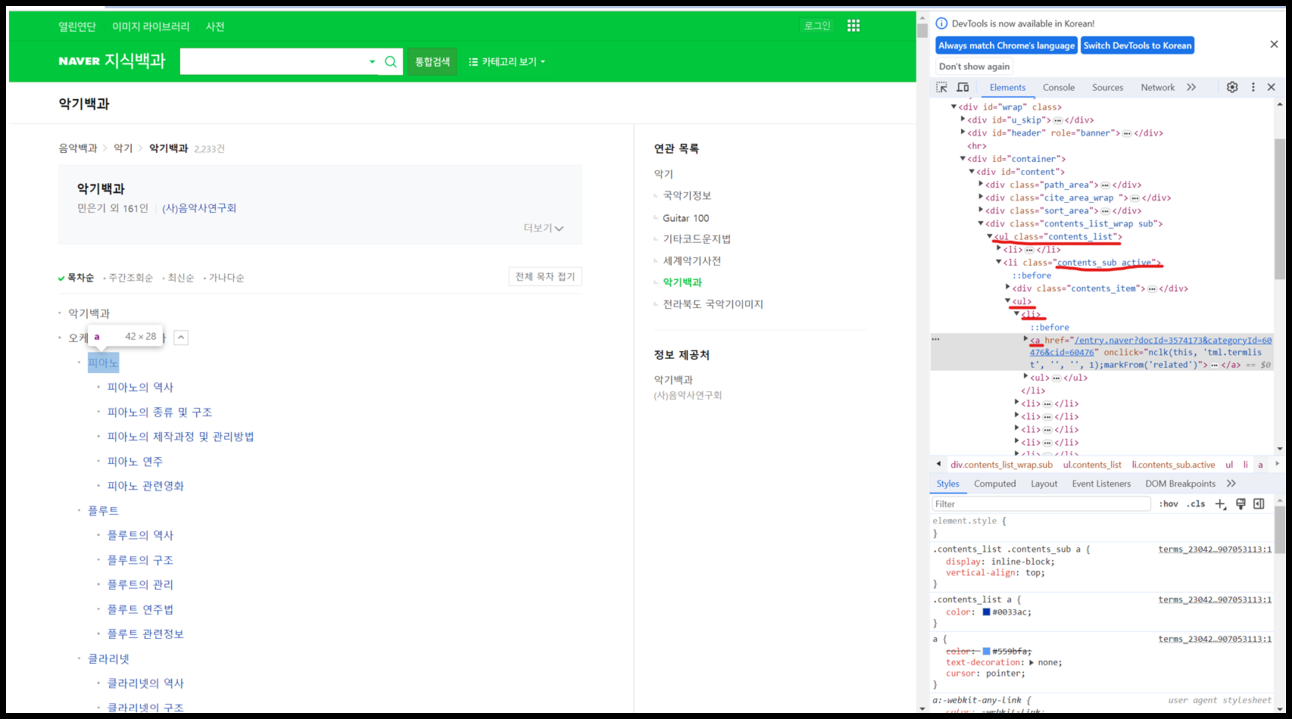 열린연단 이미지 라이브러리 사전 로그인
NAVER 지식백과 통합검색 카테고리 보기
악기백과
음악백과 > 악기 > 악기백과 2,233건
악기백과
민은기 외 161인 (사)음악사연구회
더보기
목차순 주간조회순 최신순 가나다순 전체 목차 접기
악기백과
오케
a 42 × 28
피아노
피아노의 역사
피아노의 종류 및 구조
피아노의 제작과정 및 관리방법
피아노 연주
피아노 관련영화
플루트
플루트의 역사
플루트의 구조
플루트의 관리
플루트 연주법
플루트 관련정보
클라리넷
클라리넷의 역사
클라리넷의 구조
연관 목록
악기
국악기정보
Guitar 100
기타코드운지법
세계악기사전
악기백과
전라북도 국악기이미지
정보 제공처
악기백과
(사)음악사연구회
DevTools is now available in Korean!
Always match Chrome's language Switch DevTools to Korean
Don't show again
Elements Console Sources Network
<div id="wrap" class>
<div id="u_skip">…</div>
<div id="header" role="banner">…</div>
<hr>
<div id="container">
<div id="content">
<div class="path_area">…</div>
<div class="cite_area_wrap ">…</div>
<div class="sort_area">…</div>
<div class="contents_list_wrap sub">
<ul class="contents_list">
<li>…</li>
<li class="contents_sub active">
::before
<div class="contents_item">…</div>
<ul>
<li>
::before
<a href="/entry.naver?docId=3574173&categoryId=60
476&cid=60476" onclick="nclk(this, 'tml.termlis
t', '', '', 1);markFrom('related')">…</a> == $0
<ul>…</ul>
</li>
<li>…</li>
<li>…</li>
<li>…</li>
<li>…</li>
<li>…</li>
div.contents_list_wrap.sub ul.contents_list li.contents_sub.active ul li a
Styles Computed Layout Event Listeners DOM Breakpoints
Filter :hov .cls
element.style {
}
.contents_list .contents_sub a { terms_23042…907053113:1
display: inline-block;
vertical-align: top;
}
.contents_list a { terms_23042…907053113:1
color: #0033ac;
}
a { terms_23042…907053113:1
color: #559bfa;
text-decoration: none;
cursor: pointer;
}
a:-webkit-any-link { user agent stylesheet
color: -webkit-link;